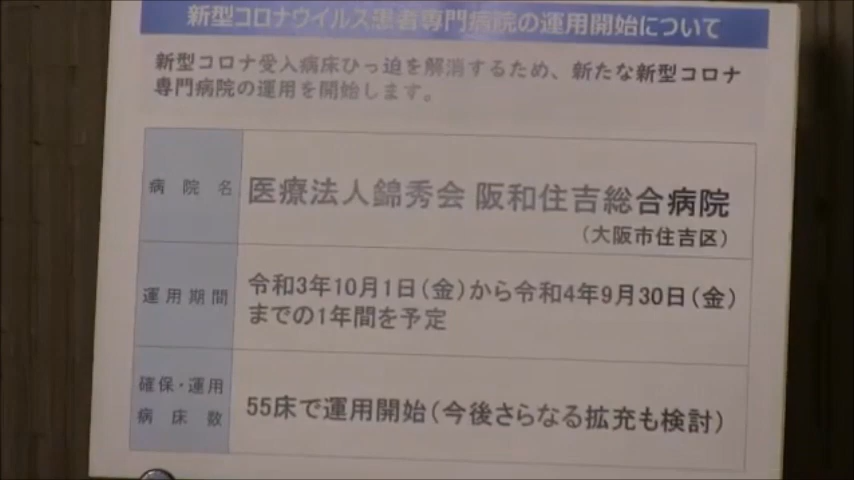 新型コロナウイルス患者専門病院の運用開始について
新型コロナ受入病床ひっ迫を解消するため、新たな新型コロナ
専門病院の運用を開始します。
病院名
医療法人錦秀会 阪和住吉総合病院
（大阪市住吉区）
運用期間
令和3年10月1日（金）から令和4年9月30日（金）
までの1年間を予定
確保・運用
病床数
55床で運用開始（今後さらなる拡充も検討）